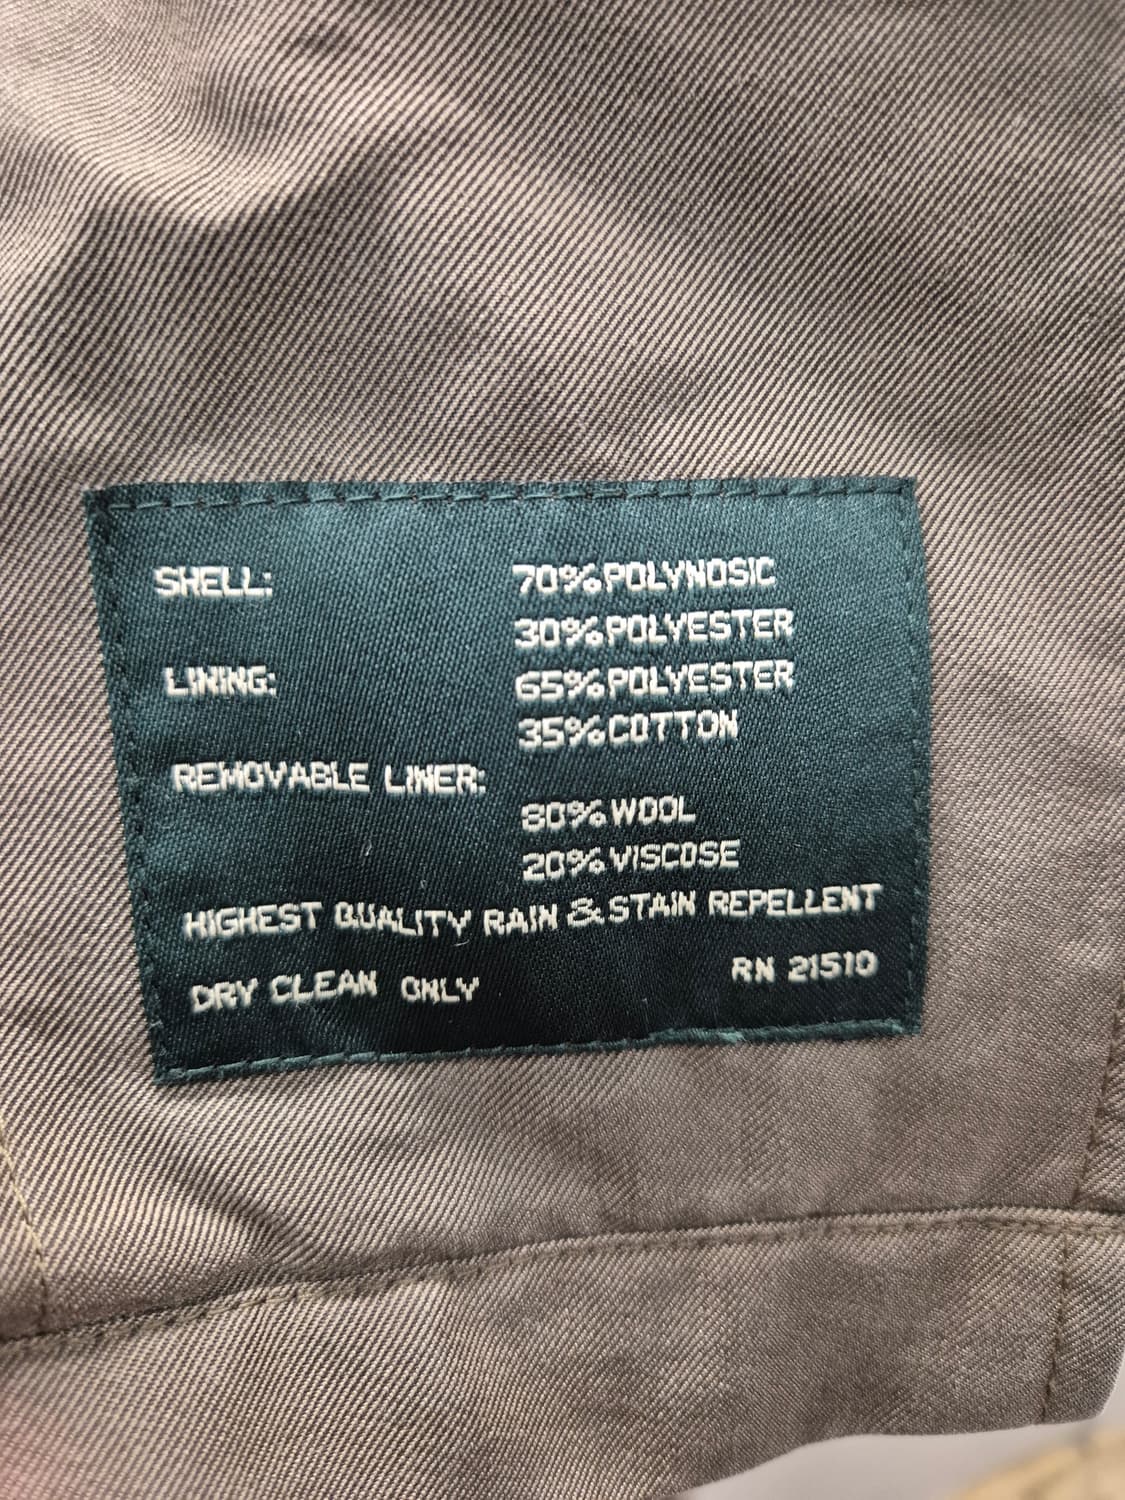 SHELL: 70% POLYNOSIC
30% POLYESTER
LINING: 65% POLYESTER
35% COTTON
REMOVABLE LINER:
80% WOOL
20% VISCOSE
HIGHEST QUALITY RAIN & STAIN REPELLENT
DRY CLEAN ONLY RN 21510